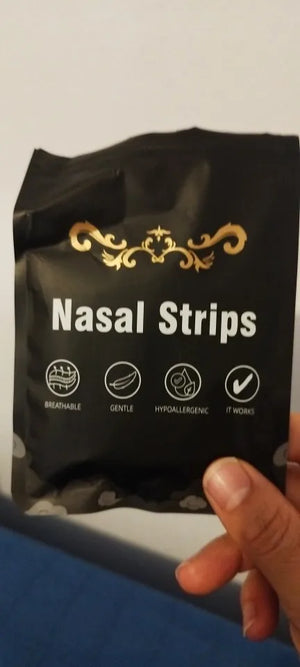 Nasal Strips
BREATHABLE GENTLE HYPOALLERGENIC IT WORKS